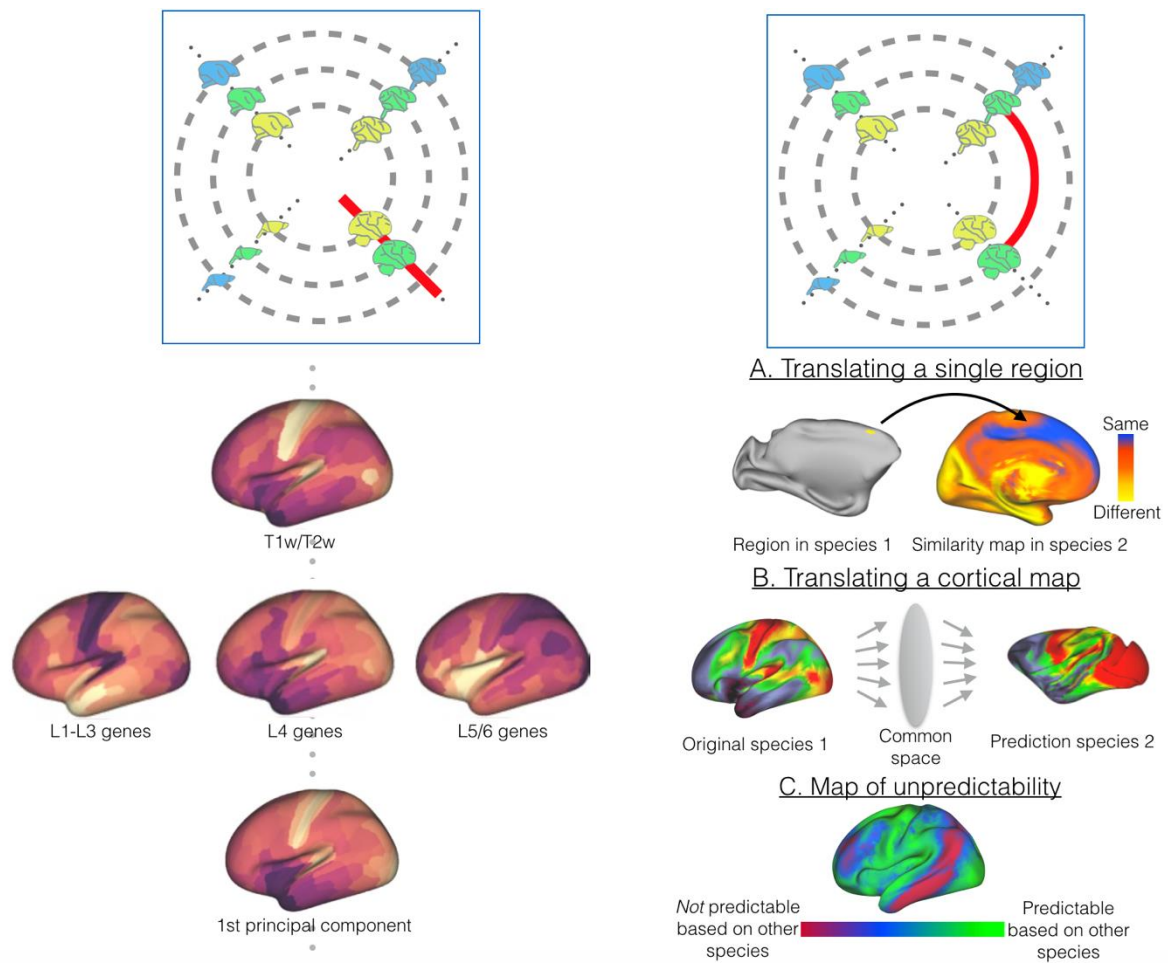 T1w/T2w
L1-L3 genes
L4 genes
L5/6 genes
1st principal component
A. Translating a single region
Same
Different
Region in species 1
Similarity map in species 2
B. Translating a cortical map
Original species 1
Common
space
Prediction species 2
C. Map of unpredictability
Not predictable
based on other
species
Predictable
based on other
species